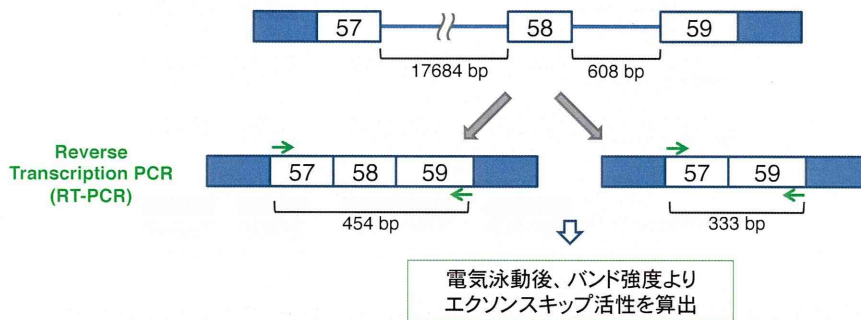 57
58
59
17684 bp
608 bp
Reverse
Transcription PCR
(RT-PCR)
57 58 59
57 59
454 bp
333 bp
電気泳動後、バンド強度より
エクソンスキップ活性を算出